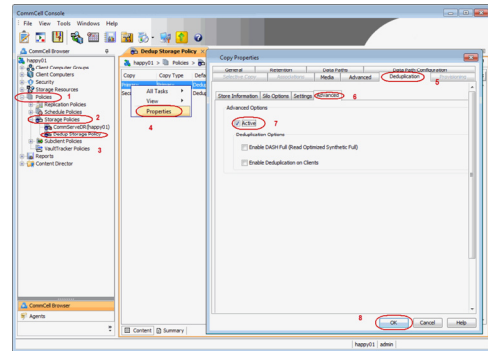 CommCell Console
File View Tools Windows Help
CommCell Browser
Dedup Storage Policy
happy01 > Policies >
happy01
Client Computer Groups
Client Computers
Security
Storage Resources
Policies
1
Replication Policies
Schedule Policies
Storage Policies
2
CommServeDR(happy01)
Dedup Storage Policy
Subclient Policies
3
VaultTracker Policies
Reports
Content Director
Copy Copy Type
Primary Dedup
Dedup
All Tasks
View
Properties
4
Copy Properties
General Retention Data Paths Data Path Configuration
Associations Media Advanced Deduplication Provisioning
5
Store Information Silo Options Settings Advanced
6
Advanced Options
Active
7
Deduplication Options
Enable DASH Full (Read Optimized Synthetic Full)
Enable Deduplication on Clients
8
OK Cancel Help
CommCell Browser
Agents
Content Summary
happy01 admin